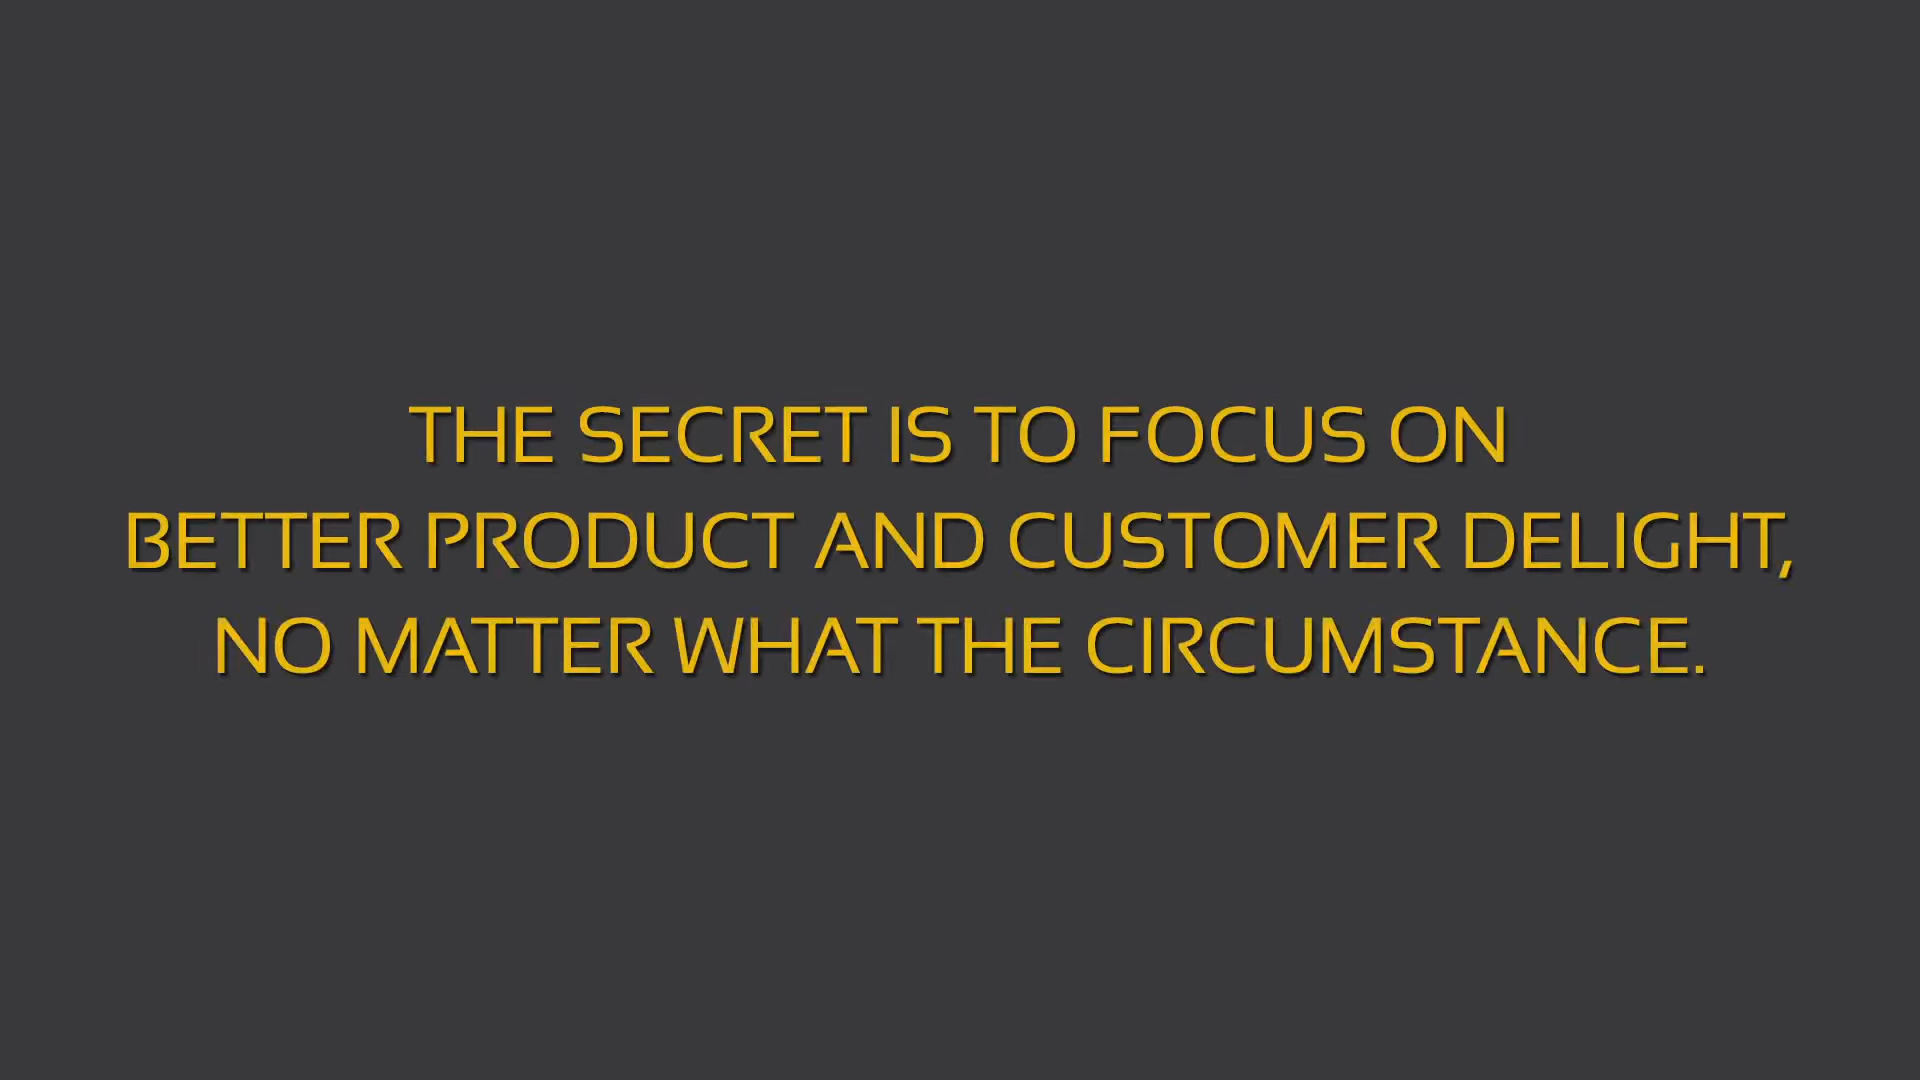 THE SECRET IS TO FOCUS ON
BETTER PRODUCT AND CUSTOMER DELIGHT,
NO MATTER WHAT THE CIRCUMSTANCE.